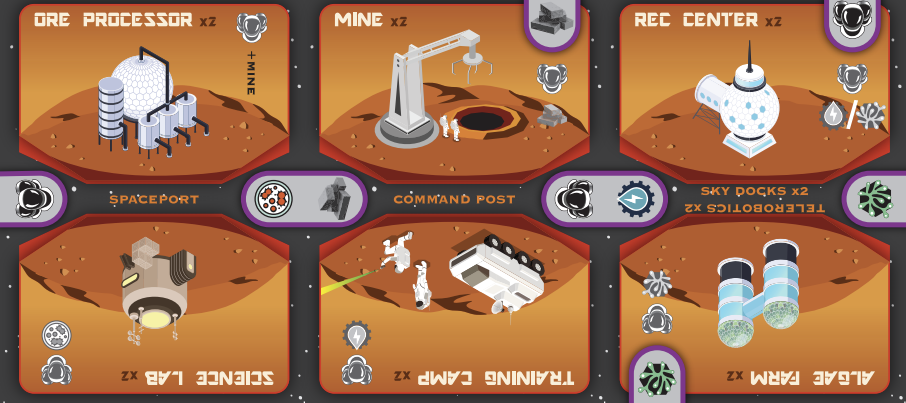 ORE PROCESSOR x2
+MINE
MINE x2
REC CENTER x2
/
SPACEPORT
COMMAND POST
SKY DOCKS x2
TELEROBOTICS x2
SCIENCE LAB x2
TRAINING CAMP x2
ALGAE FARM x2